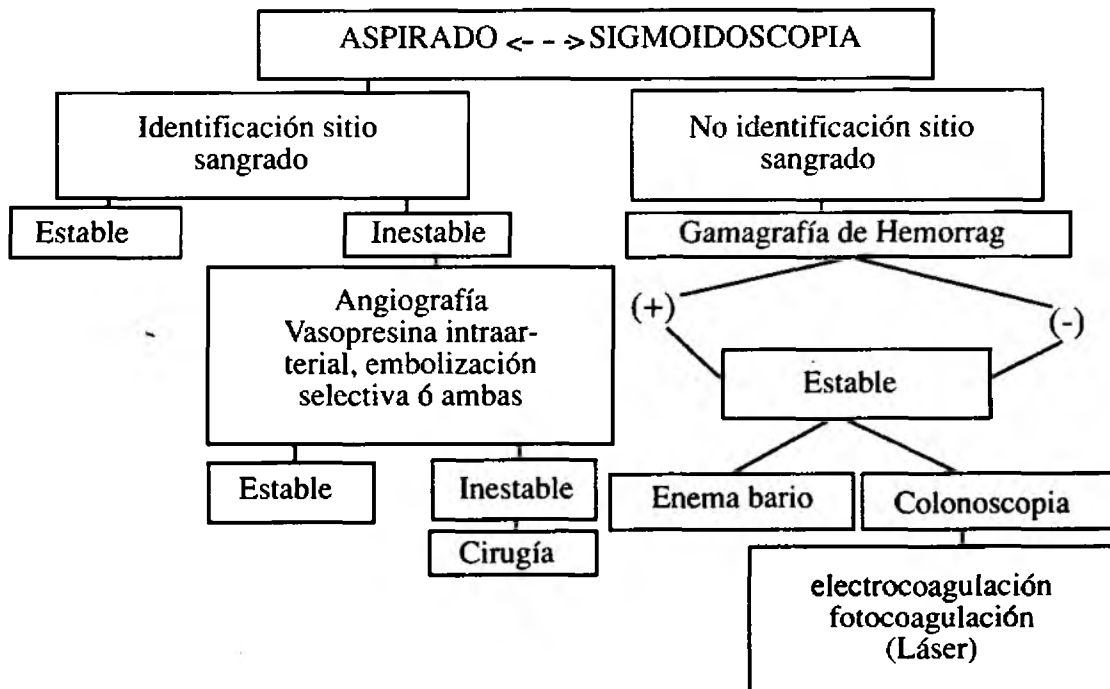 ASPIRADO <- - -> SIGMOIDOSCOPIA
Identificación sitio
sangrado
No identificación sitio
sangrado
Estable
Inestable
Gamagrafía de Hemorrag
Angiografía
Vasopresina intraar-
terial, embolización
selectiva ó ambas
(+)
(-)
Estable
Estable
Inestable
Enema bario
Colonoscopia
Cirugía
electrocoagulación
fotocoagulación
(Láser)